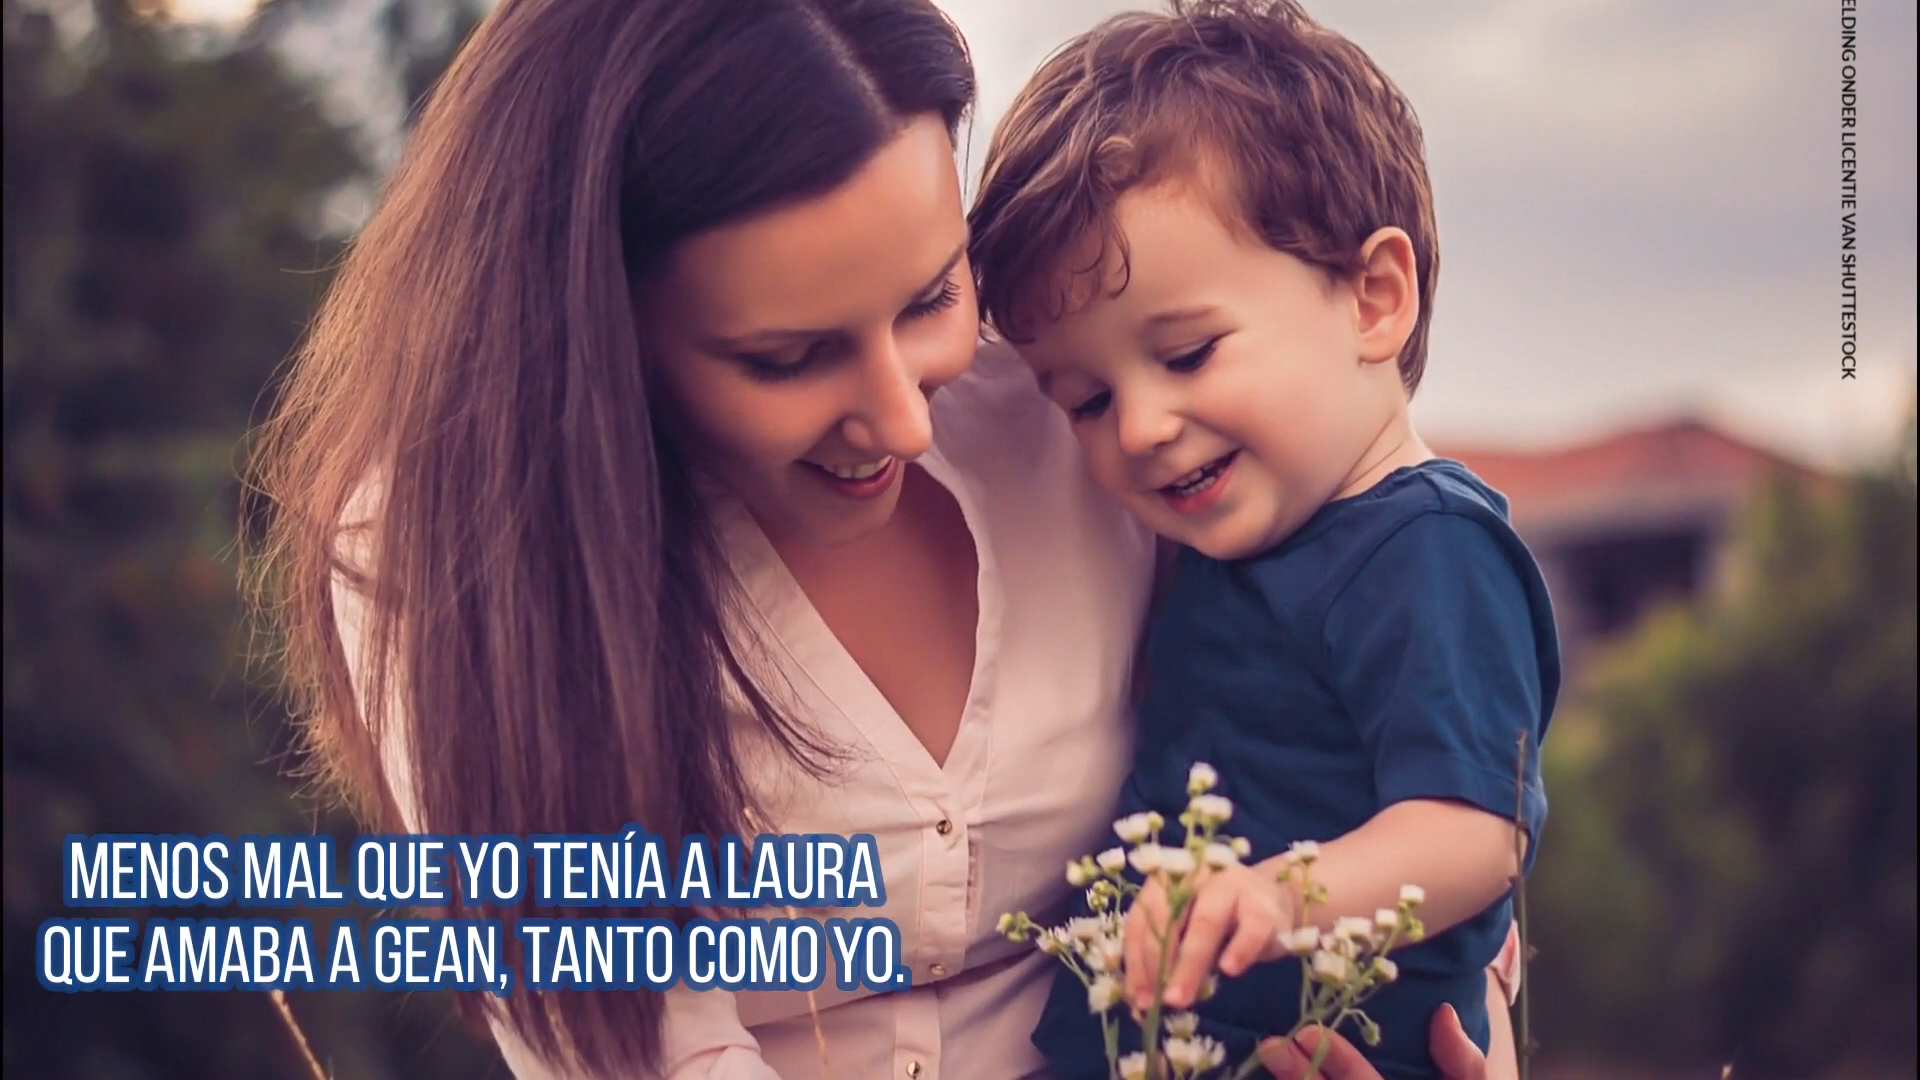 MENOS MAL QUE YO TENÍA A LAURA
QUE AMABA A GEAN, TANTO COMO YO.
ELDING ONDER LICENTIE VAN SHUTTESTOCK